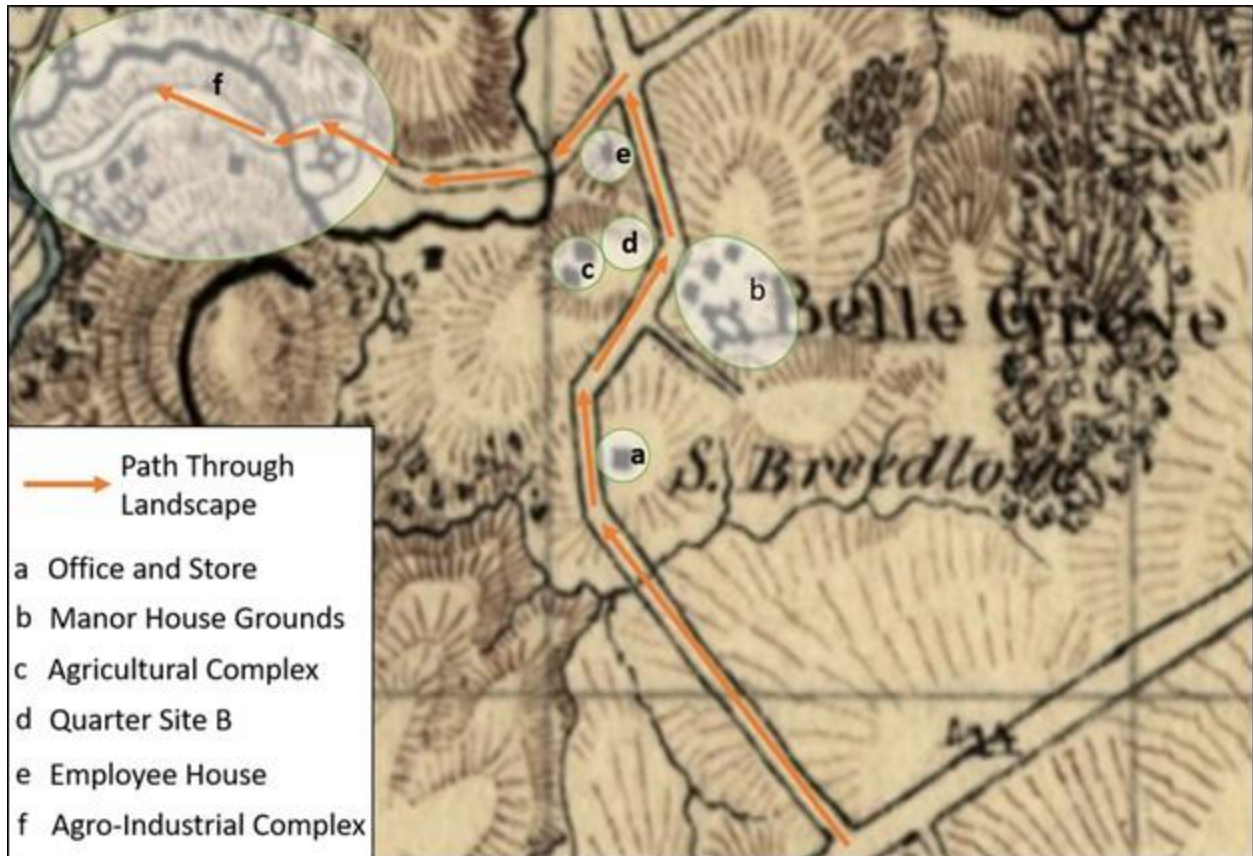 f
e
d
c
b
Belle Grove
a
S. Breedlove
Path Through
Landscape
a Office and Store
b Manor House Grounds
c Agricultural Complex
d Quarter Site B
e Employee House
f Agro-Industrial Complex